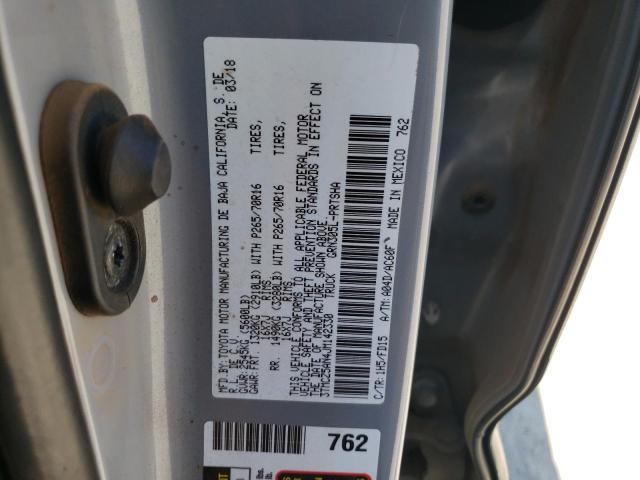 MFD. BY: TOYOTA MOTOR MANUFACTURING DE BAJA CALIFORNIA, S. DE
R.L. DE C.V. DATE: 03/18
GVWR: 2545KG (5600LB)
GAWR: FRT. 1320KG (2910LB) WITH P265/70R16 TIRES,
16X7J RIMS,
RR. 1490KG (3280LB) WITH P265/70R16 TIRES,
16X7J RIMS,
THIS VEHICLE CONFORMS TO ALL APPLICABLE FEDERAL MOTOR
VEHICLE SAFETY AND THEFT PREVENTION STANDARDS IN EFFECT ON
THE DATE OF MANUFACTURE SHOWN ABOVE.
3TMCZ5AN4JM142330 TRUCK GRN305L-PRTSHA
C/TR: 1H5/FD15 A/TM: A04D/AC60F MADE IN MEXICO 762
762